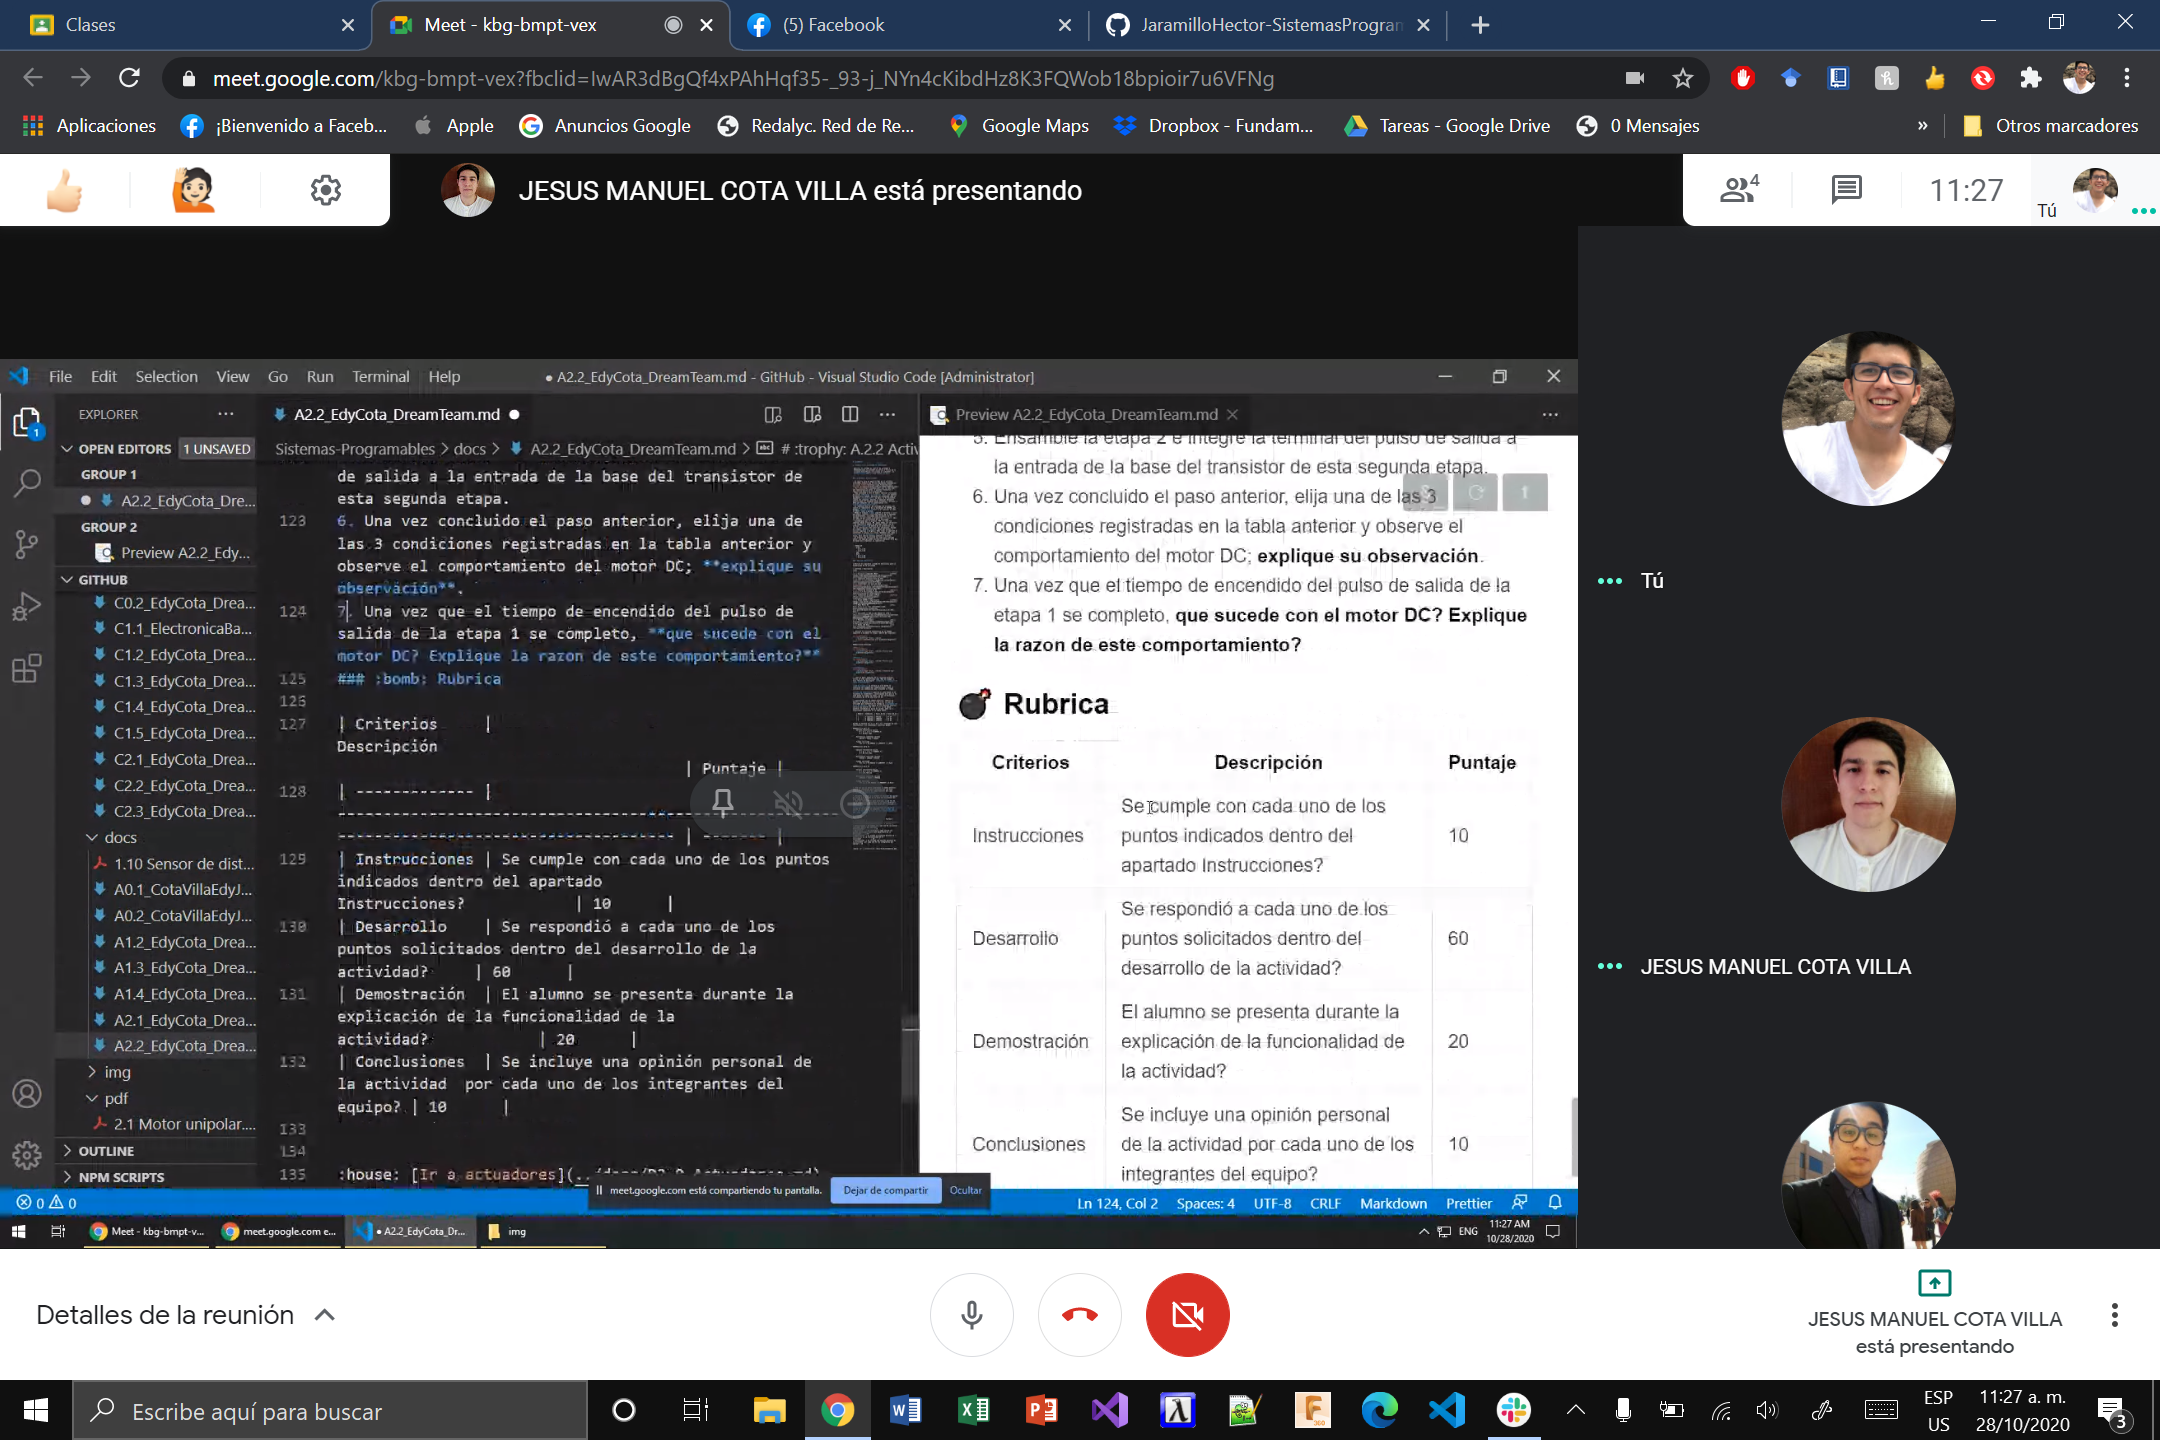 Clases
Meet - kbg-bmpt-vex
(5) Facebook
JaramilloHector-SistemasProgram
meet.google.com/kbg-bmpt-vex?fbclid=IwAR3dBgQf4xPAhHqf35-_93-j_NYn4cKibdHz8K3FQWob18bpioir7u6VFNg
Aplicaciones
¡Bienvenido a Faceb...
Apple
Anuncios Google
Redalyc. Red de Re...
Google Maps
Dropbox - Fundam...
Tareas - Google Drive
0 Mensajes
»
Otros marcadores
JESUS MANUEL COTA VILLA está presentando
4
11:27
Tú
File Edit Selection View Go Run Terminal Help
● A2.2_EdyCota_DreamTeam.md - GitHub - Visual Studio Code [Administrator]
EXPLORER
OPEN EDITORS 1 UNSAVED
GROUP 1
A2.2_EdyCota_Dre...
GROUP 2
Preview A2.2_Edy...
GITHUB
C0.2_EdyCota_Drea...
C1.1_ElectronicaBa...
C1.2_EdyCota_Drea...
C1.3_EdyCota_Drea...
C1.4_EdyCota_Drea...
C1.5_EdyCota_Drea...
C2.1_EdyCota_Drea...
C2.2_EdyCota_Drea...
C2.3_EdyCota_Drea...
docs
1.10 Sensor de dist...
A0.1_CotaVillaEdyJ...
A0.2_CotaVillaEdyJ...
A1.2_EdyCota_Drea...
A1.3_EdyCota_Drea...
A1.4_EdyCota_Drea...
A2.1_EdyCota_Drea...
A2.2_EdyCota_Drea...
img
pdf
2.1 Motor unipolar....
OUTLINE
NPM SCRIPTS
A2.2_EdyCota_DreamTeam.md
Sistemas-Programables > docs > A2.2_EdyCota_DreamTeam.md > # :trophy: A.2.2 Activ
de salida a la entrada de la base del transistor de
esta segunda etapa.
123 6. Una vez concluido el paso anterior, elija una de
las 3 condiciones registradas en la tabla anterior y
observe el comportamiento del motor DC; **explique su
observación**.
124 7. Una vez que el tiempo de encendido del pulso de
salida de la etapa 1 se completo, **que sucede con el
motor DC? Explique la razon de este comportamiento?**
125 ### :bomb: Rubrica
126
127 | Criterios |
Descripción
| Puntaje |
128 | ------------- |
129 | Instrucciones | Se cumple con cada uno de los puntos
indicados dentro del apartado
Instrucciones? | 10 |
130 | Desarrollo | Se respondió a cada uno de los
puntos solicitados dentro del desarrollo de la
actividad? | 60 |
131 | Demostración | El alumno se presenta durante la
explicación de la funcionalidad de la
actividad? | 20 |
132 | Conclusiones | Se incluye una opinión personal de
la actividad por cada uno de los integrantes del
equipo? | 10 |
133
134
135 :house: [Ir a actuadores](..
Preview A2.2_EdyCota_DreamTeam.md
5. Ensamble la etapa 2 e integre la terminal del pulso de salida a
la entrada de la base del transistor de esta segunda etapa.
6. Una vez concluido el paso anterior, elija una de las 3
condiciones registradas en la tabla anterior y observe el
comportamiento del motor DC; explique su observación.
7. Una vez que el tiempo de encendido del pulso de salida de la
etapa 1 se completo, que sucede con el motor DC? Explique
la razon de este comportamiento?
Rubrica
Criterios Descripción Puntaje
Instrucciones Se cumple con cada uno de los puntos indicados dentro del apartado Instrucciones? 10
Desarrollo Se respondió a cada uno de los puntos solicitados dentro del desarrollo de la actividad? 60
Demostración El alumno se presenta durante la explicación de la funcionalidad de la actividad? 20
Conclusiones Se incluye una opinión personal de la actividad por cada uno de los integrantes del equipo? 10
0 0
meet.google.com está compartiendo tu pantalla. Dejar de compartir Ocultar
Ln 124, Col 2 Spaces: 4 UTF-8 CRLF Markdown Prettier
Meet - kbg-bmpt-v...
meet.google.com e...
● A2.2_EdyCota_Dr...
img
ENG
11:27 AM
10/28/2020
Tú
JESUS MANUEL COTA VILLA
Detalles de la reunión
JESUS MANUEL COTA VILLA
está presentando
Escribe aquí para buscar
ESP
US
11:27 a. m.
28/10/2020
3